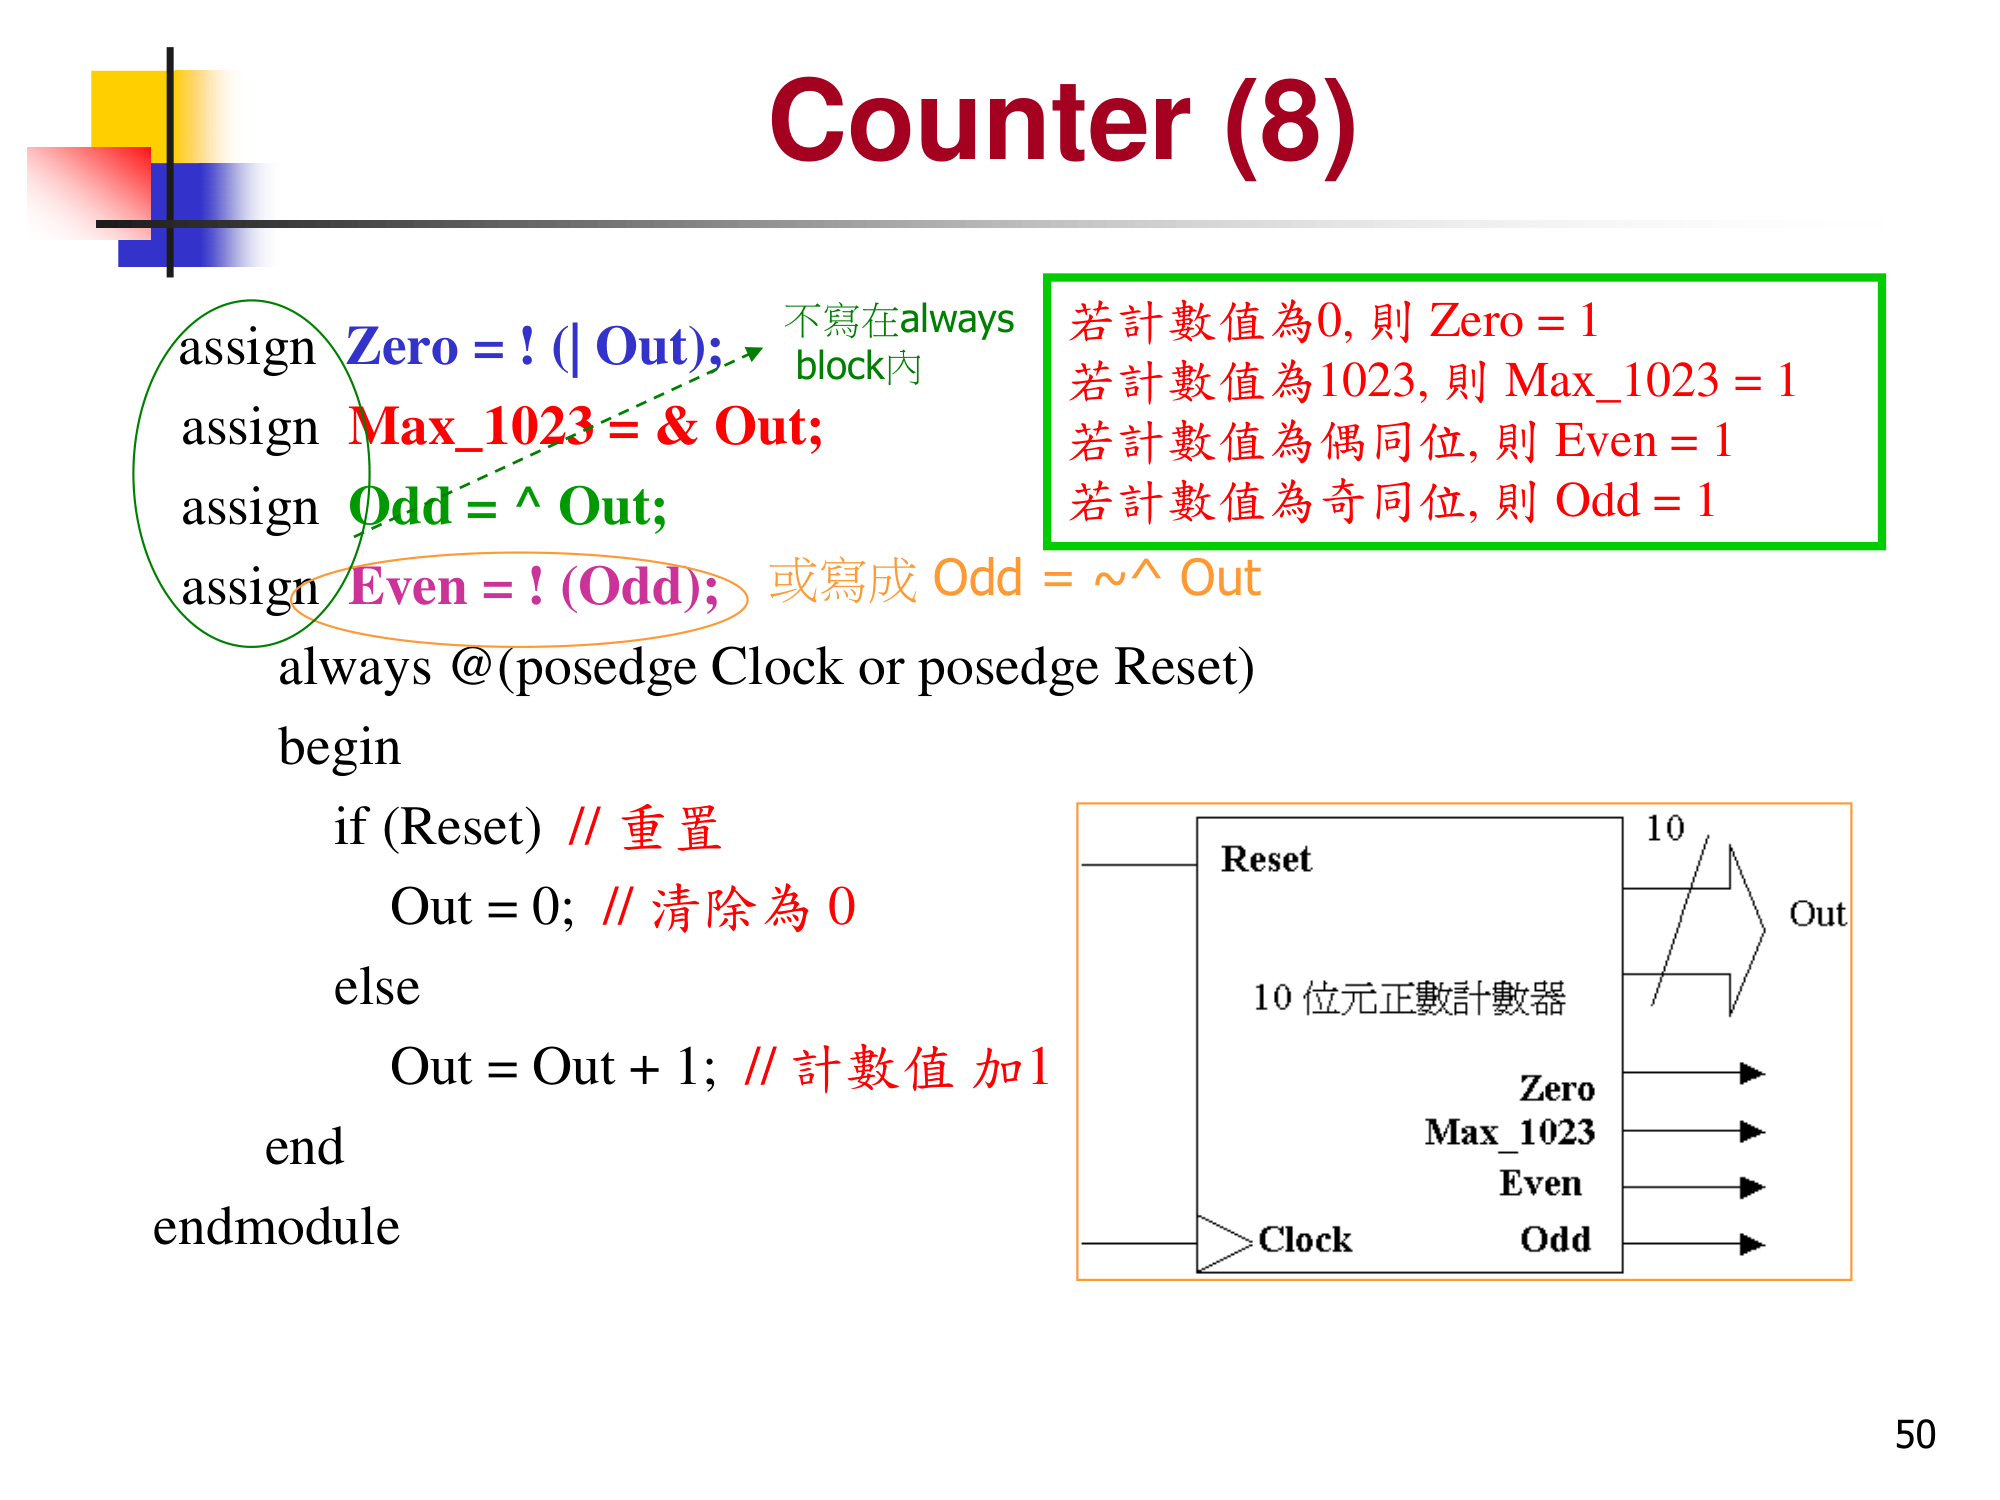 Counter (8)
assign Zero = ! (| Out);
不寫在always
block內
assign Max_1023 = & Out;
assign Odd = ^ Out;
assign Even = ! (Odd);
或寫成 Odd = ~^ Out
若計數值為0, 則 Zero = 1
若計數值為1023, 則 Max_1023 = 1
若計數值為偶同位, 則 Even = 1
若計數值為奇同位, 則 Odd = 1
always @(posedge Clock or posedge Reset)
begin
if (Reset) // 重置
Out = 0; // 清除為 0
else
Out = Out + 1; // 計數值 加1
end
endmodule
Reset
10
Out
10 位元正數計數器
Zero
Max_1023
Even
Clock
Odd
50